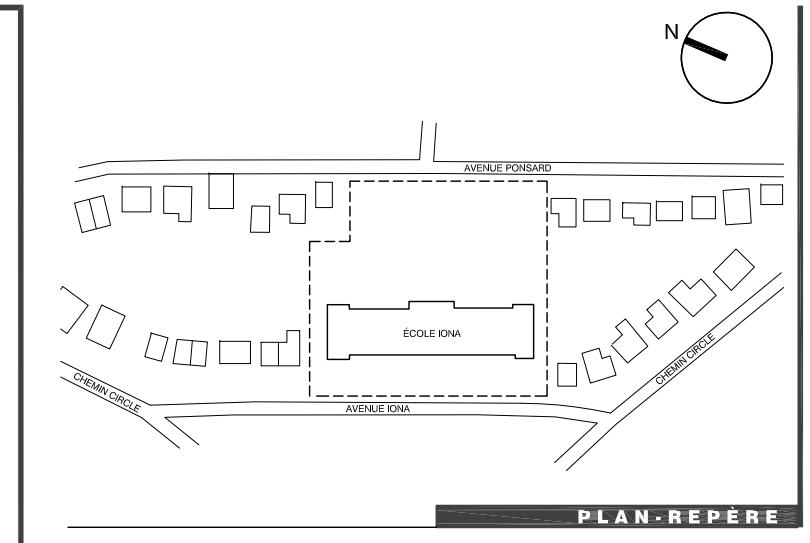 N
AVENUE PONSARD
ÉCOLE IONA
CHEMIN CIRCLE
CHEMIN CIRCLE
AVENUE IONA
PLAN-REPÈRE